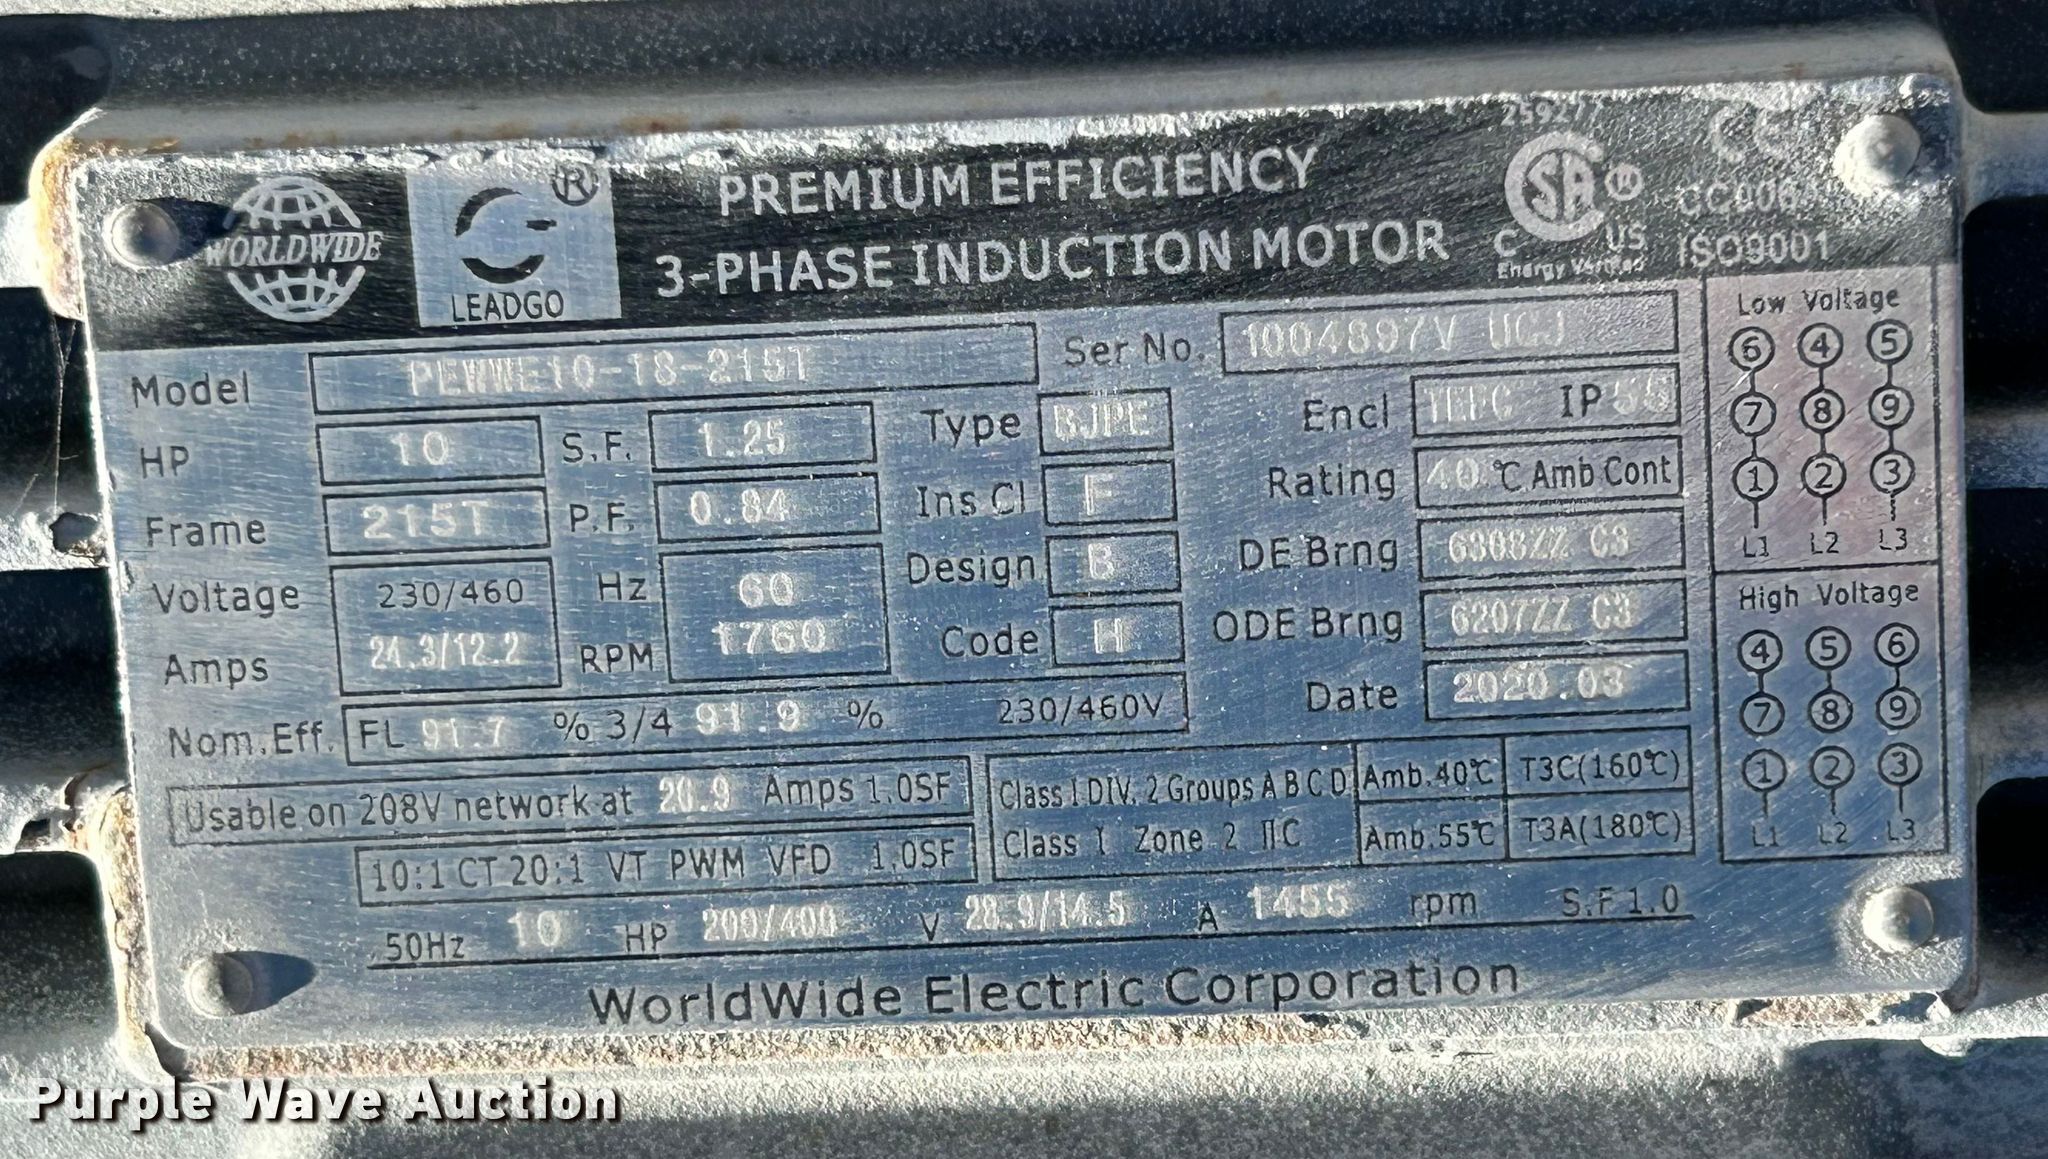 25927
WORLDWIDE
®
LEADGO
PREMIUM EFFICIENCY
3-PHASE INDUCTION MOTOR
SA ®
C US
Energy Verified
CE
ISO9001
Model PEWWE10-18-215T Ser No. 1004897V UGJ
HP 10 S.F. 1.25 Type BJPE Encl TEFC IP55
Frame 215T P.F. 0.84 Ins Cl F Rating 40 ℃ Amb Cont
Voltage 230/460 Hz 60 Design B DE Brng 6308ZZ C3
Amps 24.3/12.2 RPM 1760 Code H ODE Brng 6207ZZ C3
Nom.Eff. FL 91.7 % 3/4 91.9 % 230/460V Date 2020.03
Usable on 208V network at 26.9 Amps 1.0SF
10:1 CT 20:1 VT PWM VFD 1.0SF
Class I DIV. 2 Groups A B C D Amb.40℃ T3C(160℃)
Class I Zone 2 IIC Amb.55℃ T3A(180℃)
50Hz 10 HP 200/400 V 28.9/14.5 A 1455 rpm S.F 1.0
WorldWide Electric Corporation
Low Voltage
6 4 5
7 8 9
1 2 3
L1 L2 L3
High Voltage
4 5 6
7 8 9
1 2 3
L1 L2 L3
Purple Wave Auction